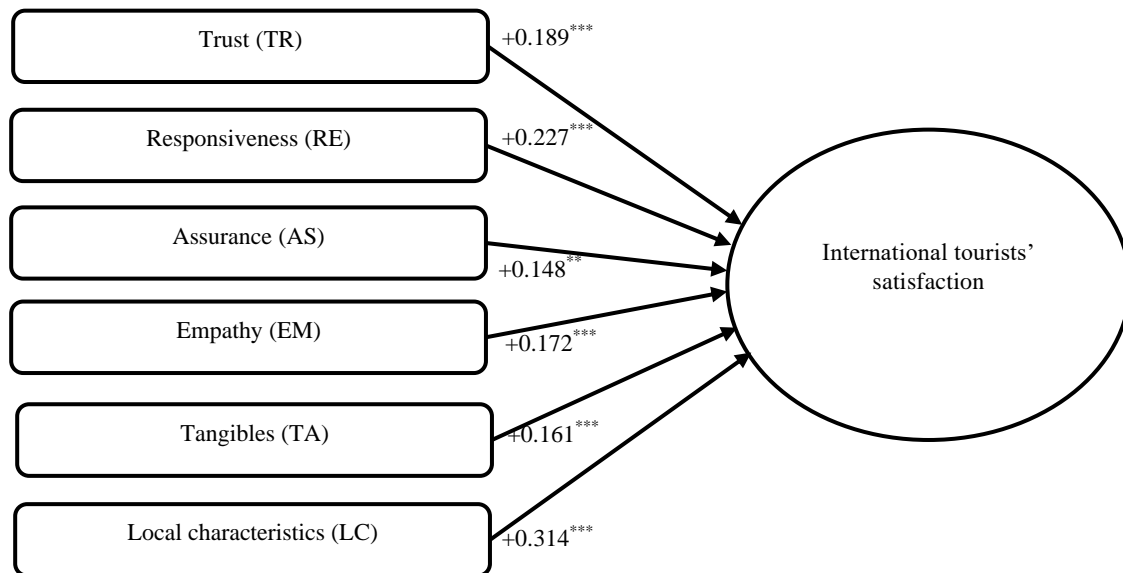 Trust (TR)
+0.189***
Responsiveness (RE)
+0.227***
Assurance (AS)
+0.148**
International tourists’
satisfaction
Empathy (EM)
+0.172***
Tangibles (TA)
+0.161***
Local characteristics (LC)
+0.314***